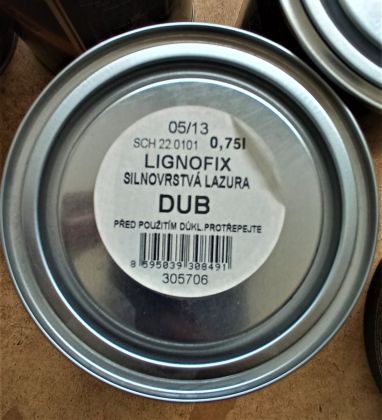 05/13
SCH 22.0101 0,75l
LIGNOFIX
SILNOVRSTVÁ LAZURA
DUB
PŘED POUŽITÍM DŮKL.PROTŘEPEJTE
8 595039 308491
305706